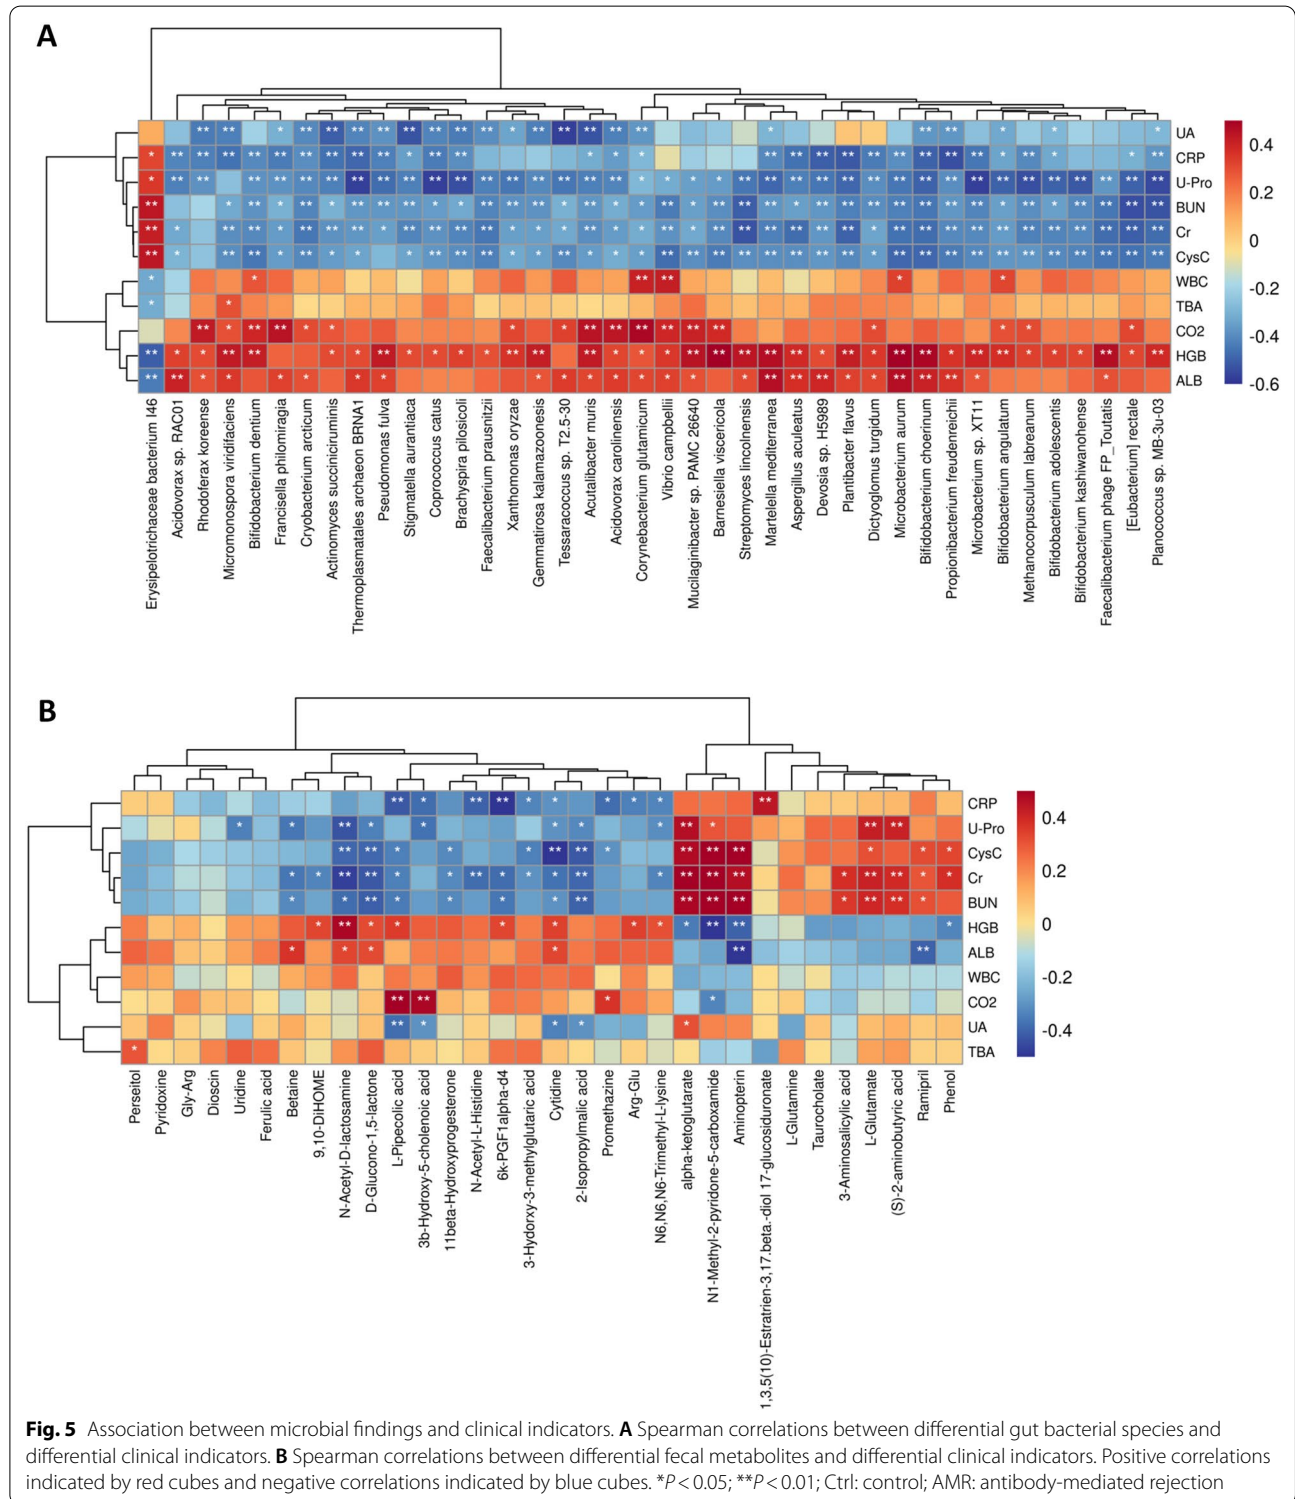 A
UA
CRP
U-Pro
BUN
Cr
CysC
WBC
TBA
CO2
HGB
ALB
0.4
0.2
0
-0.2
-0.4
-0.6
Erysipelotrichaceae bacterium I46
Acidovorax sp. RAC01
Rhodoferax koreense
Micromonospora viridifaciens
Bifidobacterium dentium
Francisella philomiragia
Cryobacterium arcticum
Actinomyces succiniciruminis
Thermoplasmatales archaeon BRNA1
Pseudomonas fulva
Stigmatella aurantiaca
Coprococcus catus
Brachyspira pilosicoli
Faecalibacterium prausnitzii
Xanthomonas oryzae
Gemmatirosa kalamazoonesis
Tessaracoccus sp. T2.5-30
Acutalibacter muris
Acidovorax carolinensis
Corynebacterium glutamicum
Vibrio campbellii
Mucilaginibacter sp. PAMC 26640
Barnesiella viscericola
Streptomyces lincolnensis
Martelella mediterranea
Aspergillus aculeatus
Devosia sp. H5989
Plantibacter flavus
Dictyoglomus turgidum
Microbacterium aurum
Bifidobacterium choerinum
Propionibacterium freudenreichii
Microbacterium sp. XT11
Bifidobacterium angulatum
Methanocorpusculum labreanum
Bifidobacterium adolescentis
Bifidobacterium kashiwanohense
Faecalibacterium phage FP_Toutatis
[Eubacterium] rectale
Planococcus sp. MB-3u-03
B
CRP
U-Pro
CysC
Cr
BUN
HGB
ALB
WBC
CO2
UA
TBA
0.4
0.2
0
-0.2
-0.4
Perseitol
Pyridoxine
Gly-Arg
Dioscin
Uridine
Ferulic acid
Betaine
9,10-DiHOME
N-Acetyl-D-lactosamine
D-Glucono-1,5-lactone
L-Pipecolic acid
3b-Hydroxy-5-cholenoic acid
11beta-Hydroxyprogesterone
N-Acetyl-L-Histidine
6k-PGF1alpha-d4
3-Hydorxy-3-methylglutaric acid
Cytidine
2-Isopropylmalic acid
Promethazine
Arg-Glu
N6,N6,N6-Trimethyl-L-lysine
alpha-ketoglutarate
N1-Methyl-2-pyridone-5-carboxamide
Aminopterin
1,3,5(10)-Estratrien-3,17.beta.-diol 17-glucosiduronate
L-Glutamine
Taurocholate
3-Aminosalicylic acid
L-Glutamate
(S)-2-aminobutyric acid
Ramipril
Phenol
Fig. 5 Association between microbial findings and clinical indicators. A Spearman correlations between differential gut bacterial species and
differential clinical indicators. B Spearman correlations between differential fecal metabolites and differential clinical indicators. Positive correlations
indicated by red cubes and negative correlations indicated by blue cubes. *P < 0.05; **P < 0.01; Ctrl: control; AMR: antibody-mediated rejection